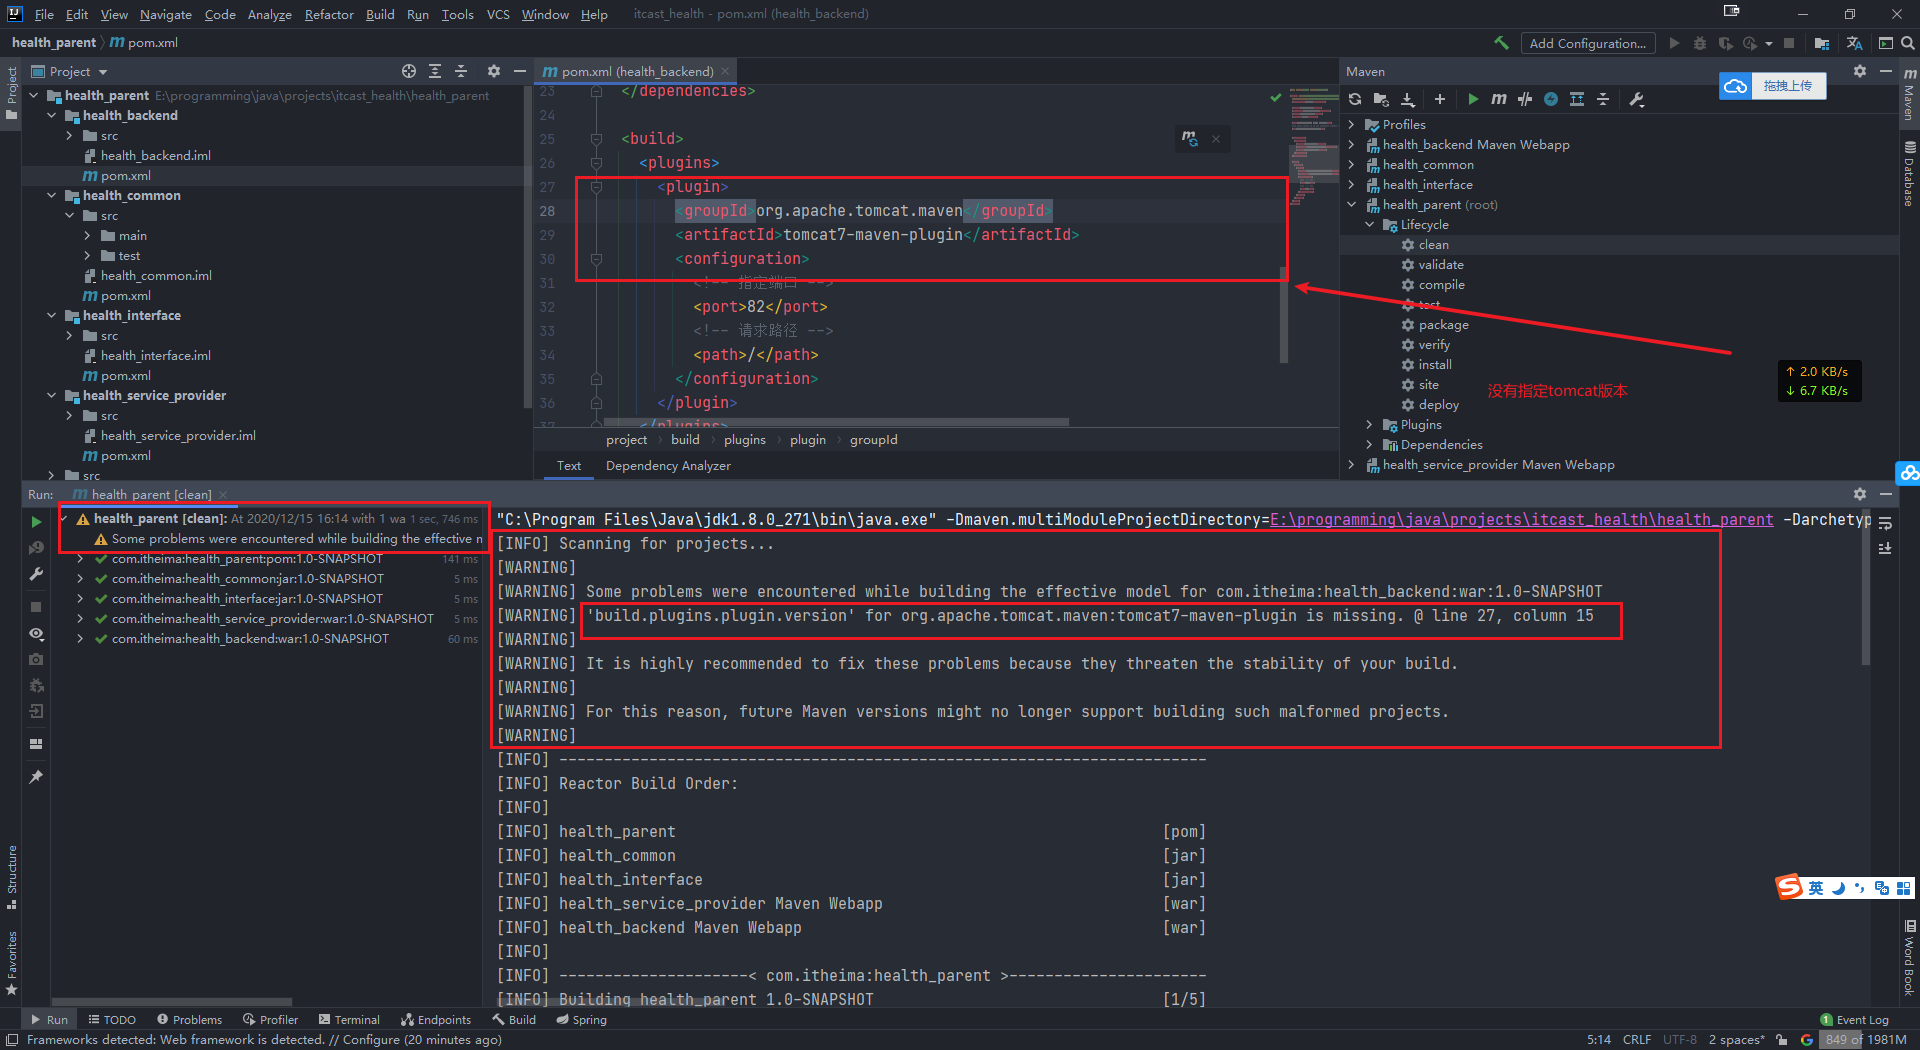 File Edit View Navigate Code Analyze Refactor Build Run Tools VCS Window Help itcast_health - pom.xml (health_backend)
health_parent pom.xml
Add Configuration...
Project
pom.xml (health_backend)
Maven
拖拽上传
health_parent E:\programming\java\projects\itcast_health\health_parent
health_backend
src
health_backend.iml
pom.xml
health_common
src
main
test
health_common.iml
pom.xml
health_interface
src
health_interface.iml
pom.xml
health_service_provider
src
health_service_provider.iml
pom.xml
src
23 </dependencies>
24
25 <build>
26 <plugins>
27 <plugin>
28 <groupId>org.apache.tomcat.maven</groupId>
29 <artifactId>tomcat7-maven-plugin</artifactId>
30 <configuration>
31 <!-- 指定端口 -->
32 <port>82</port>
33 <!-- 请求路径 -->
34 <path>/</path>
35 </configuration>
36 </plugin>
37 </plugins>
project build plugins plugin groupId
Text Dependency Analyzer
Profiles
health_backend Maven Webapp
health_common
health_interface
health_parent (root)
Lifecycle
clean
validate
compile
test
package
verify
install
site
deploy
Plugins
Dependencies
health_service_provider Maven Webapp
没有指定tomcat版本
↑ 2.0 KB/s
↓ 6.7 KB/s
Project
Maven
Database
Run: health_parent [clean]
health_parent [clean]: At 2020/12/15 16:14 with 1 wa 1 sec, 746 ms
Some problems were encountered while building the effective m
com.itheima:health_parent:pom:1.0-SNAPSHOT 141 ms
com.itheima:health_common:jar:1.0-SNAPSHOT 5 ms
com.itheima:health_interface:jar:1.0-SNAPSHOT 5 ms
com.itheima:health_service_provider:war:1.0-SNAPSHOT 5 ms
com.itheima:health_backend:war:1.0-SNAPSHOT 60 ms
"C:\Program Files\Java\jdk1.8.0_271\bin\java.exe" -Dmaven.multiModuleProjectDirectory=E:\programming\java\projects\itcast_health\health_parent -Darchetyp
[INFO] Scanning for projects...
[WARNING]
[WARNING] Some problems were encountered while building the effective model for com.itheima:health_backend:war:1.0-SNAPSHOT
[WARNING] 'build.plugins.plugin.version' for org.apache.tomcat.maven:tomcat7-maven-plugin is missing. @ line 27, column 15
[WARNING]
[WARNING] It is highly recommended to fix these problems because they threaten the stability of your build.
[WARNING]
[WARNING] For this reason, future Maven versions might no longer support building such malformed projects.
[WARNING]
[INFO] ------------------------------------------------------------------------
[INFO] Reactor Build Order:
[INFO]
[INFO] health_parent [pom]
[INFO] health_common [jar]
[INFO] health_interface [jar]
[INFO] health_service_provider Maven Webapp [war]
[INFO] health_backend Maven Webapp [war]
[INFO]
[INFO] ---------------------< com.itheima:health_parent >----------------------
[INFO] Building health_parent 1.0-SNAPSHOT [1/5]
英
Structure
Favorites
Word Book
Run TODO Problems Profiler Terminal Endpoints Build Spring
1 Event Log
Frameworks detected: Web framework is detected. // Configure (20 minutes ago)
5:14 CRLF UTF-8 2 spaces* 849 of 1981M